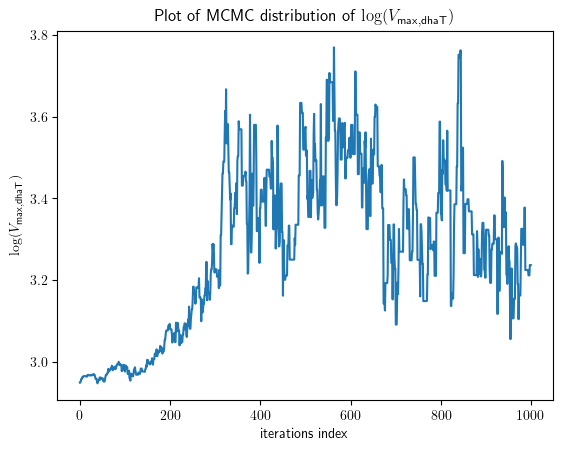 Plot of MCMC distribution of log(V_max,dhaT)
3.8
3.6
3.4
3.2
3.0
log(V_max,dhaT)
0 200 400 600 800 1000
iterations index